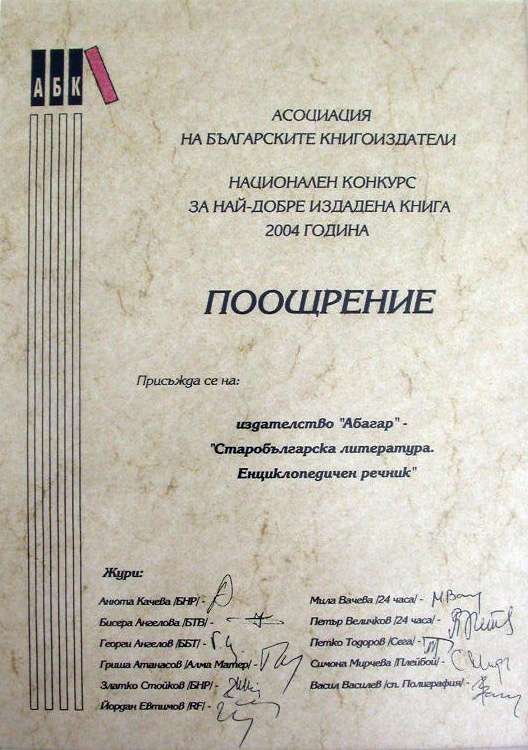 АБК
АСОЦИАЦИЯ
НА БЪЛГАРСКИТЕ КНИГОИЗДАТЕЛИ
НАЦИОНАЛЕН КОНКУРС
ЗА НАЙ-ДОБРЕ ИЗДАДЕНА КНИГА
2004 ГОДИНА
ПООЩРЕНИЕ
Присъжда се на:
издателство "Абагар" -
"Старобългарска литература.
Енциклопедичен речник"
Жури:
Анюта Качева /БНР/ -
Бисера Ангелова /БТВ/ -
Георги Ангелов /ББТ/ -
Гриша Атанасов /Алма Матер/ -
Златко Стойков /БНР/ -
Йордан Евтимов /RF/ -
Мила Вачева /24 часа/ -
Петър Величков /24 часа/ -
Петко Тодоров /Сега/ -
Симона Мирчева /Плейбой/ -
Васил Василев /сп. Полиграфия/ -